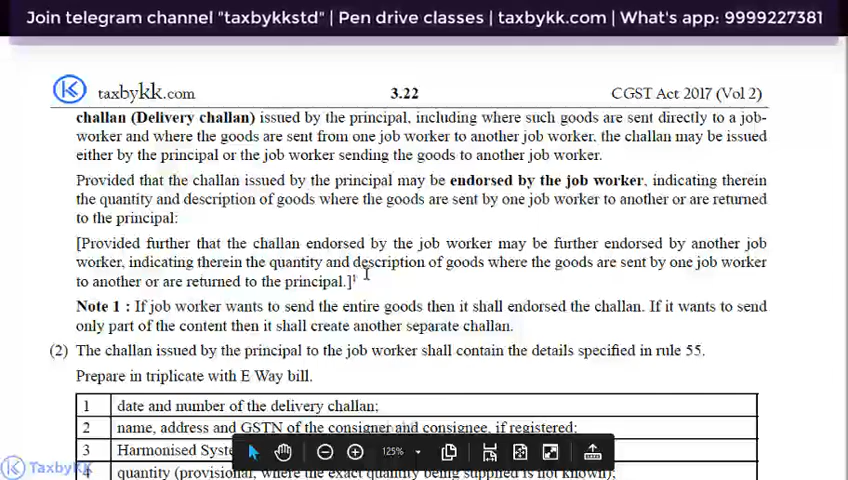 Join telegram channel "taxbykkstd" | Pen drive classes | taxbykk.com | What's app: 9999227381
taxbykk.com 3.22 CGST Act 2017 (Vol 2)
challan (Delivery challan) issued by the principal, including where such goods are sent directly to a job-
worker and where the goods are sent from one job worker to another job worker, the challan may be issued
either by the principal or the job worker sending the goods to another job worker.
Provided that the challan issued by the principal may be endorsed by the job worker, indicating therein
the quantity and description of goods where the goods are sent by one job worker to another or are returned
to the principal:
[Provided further that the challan endorsed by the job worker may be further endorsed by another job
worker, indicating therein the quantity and description of goods where the goods are sent by one job worker
to another or are returned to the principal.]¹
Note 1 : If job worker wants to send the entire goods then it shall endorsed the challan. If it wants to send
only part of the content then it shall create another separate challan.
(2) The challan issued by the principal to the job worker shall contain the details specified in rule 55.
Prepare in triplicate with E Way bill.
1 date and number of the delivery challan;
2 name, address and GSTN of the consigner and consignee, if registered;
3 Harmonised Syste
125%
TaxbyKK
4 quantity (provisional, where the exact quantity being supplied is not known);